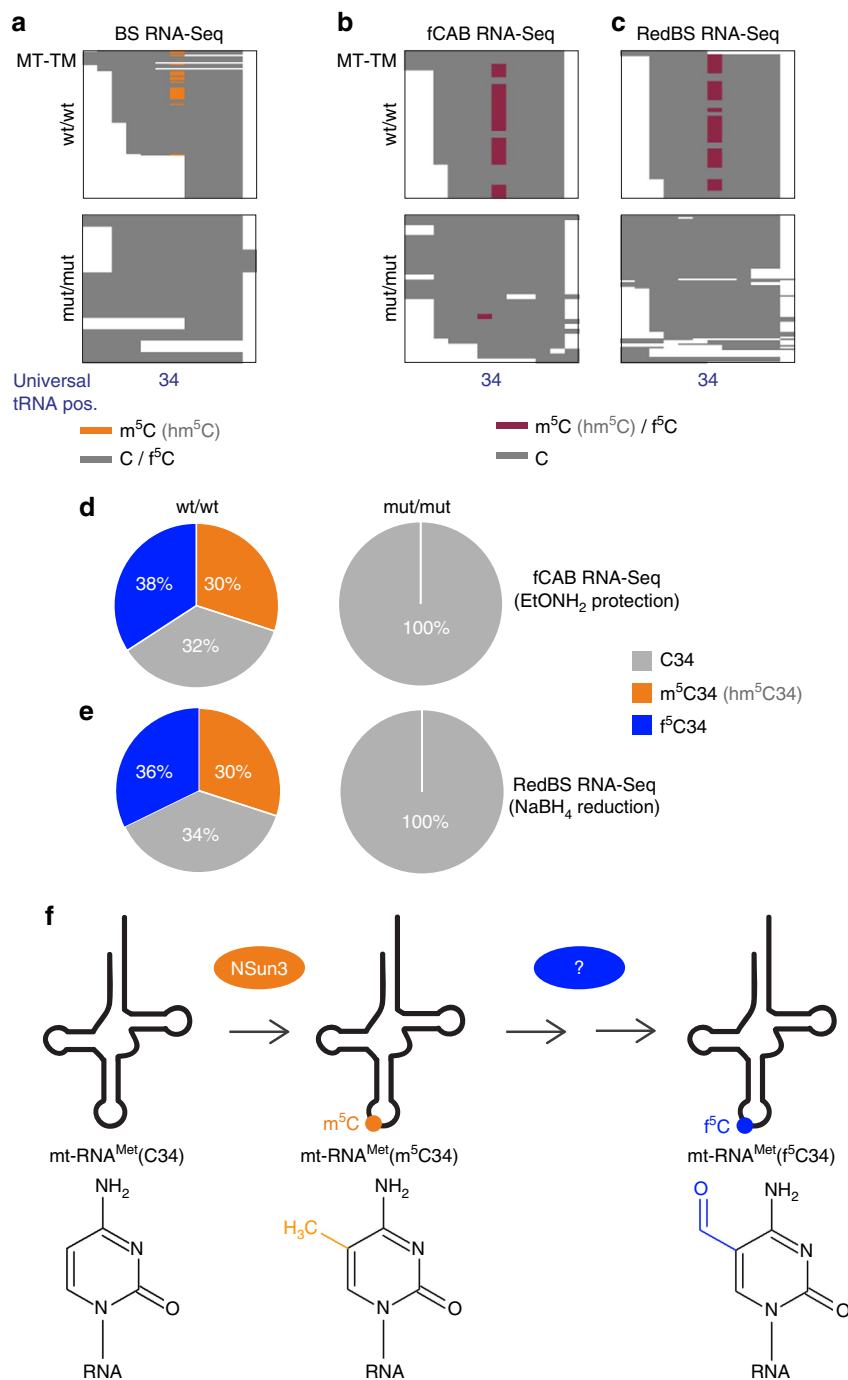 a
BS RNA-Seq
b
fCAB RNA-Seq
c
RedBS RNA-Seq
MT-TM
MT-TM
wt/wt
wt/wt
mut/mut
mut/mut
Universal
tRNA pos.
34
34
34
m⁵C (hm⁵C)
C / f⁵C
m⁵C (hm⁵C) / f⁵C
C
d
wt/wt
mut/mut
38%
30%
32%
100%
fCAB RNA-Seq
(EtONH₂ protection)
C34
m⁵C34 (hm⁵C34)
f⁵C34
e
36%
30%
34%
100%
RedBS RNA-Seq
(NaBH₄ reduction)
f
NSun3
?
m⁵C
f⁵C
mt-RNAᴹᵉᵗ(C34)
mt-RNAᴹᵉᵗ(m⁵C34)
mt-RNAᴹᵉᵗ(f⁵C34)
NH₂
N
N
O
RNA
H₃C
NH₂
N
N
O
RNA
O
NH₂
N
N
O
RNA